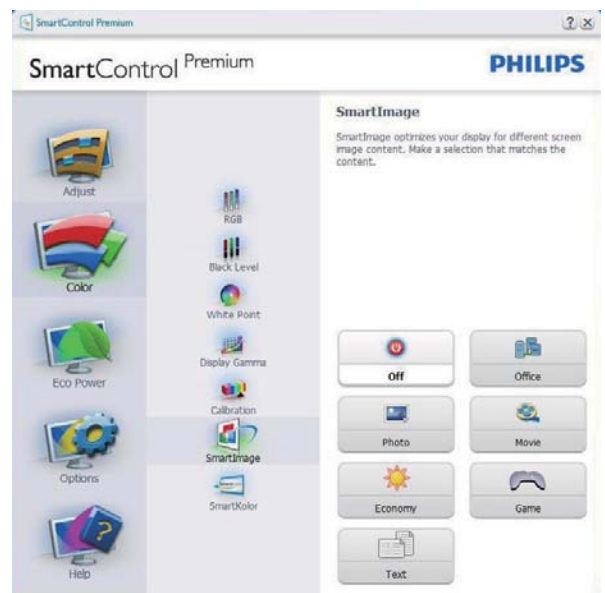 SmartControl Premium
? x
SmartControl Premium
PHILIPS
Adjust
Color
Eco Power
Options
Help
RGB
Black Level
White Point
Display Gamma
Calibration
SmartImage
SmartKolor
SmartImage
SmartImage optimizes your display for different screen
image content. Make a selection that matches the
content.
Off
Office
Photo
Movie
Economy
Game
Text